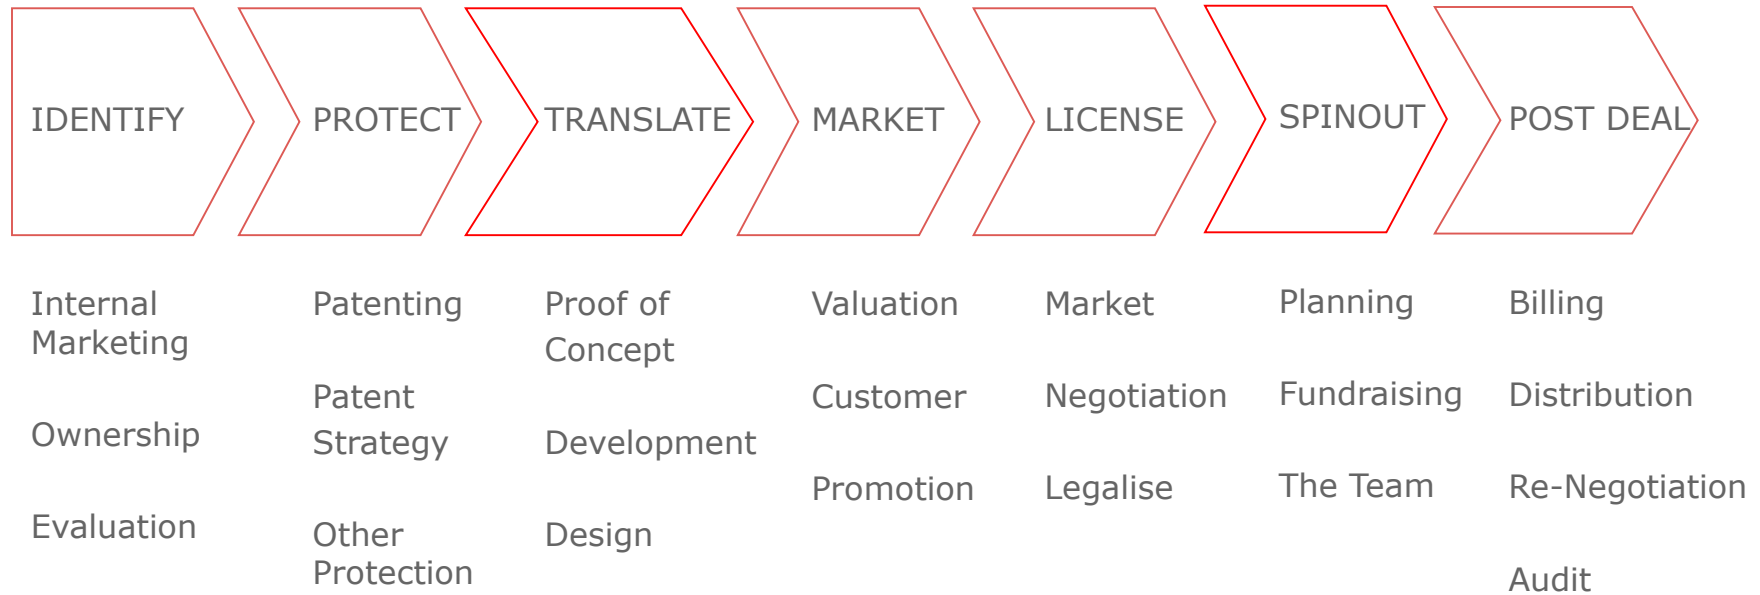 IDENTIFY
PROTECT
TRANSLATE
MARKET
LICENSE
SPINOUT
POST DEAL
Internal
Marketing
Ownership
Evaluation
Patenting
Patent
Strategy
Other
Protection
Proof of
Concept
Development
Design
Valuation
Customer
Promotion
Market
Negotiation
Legalise
Planning
Fundraising
The Team
Billing
Distribution
Re-Negotiation
Audit